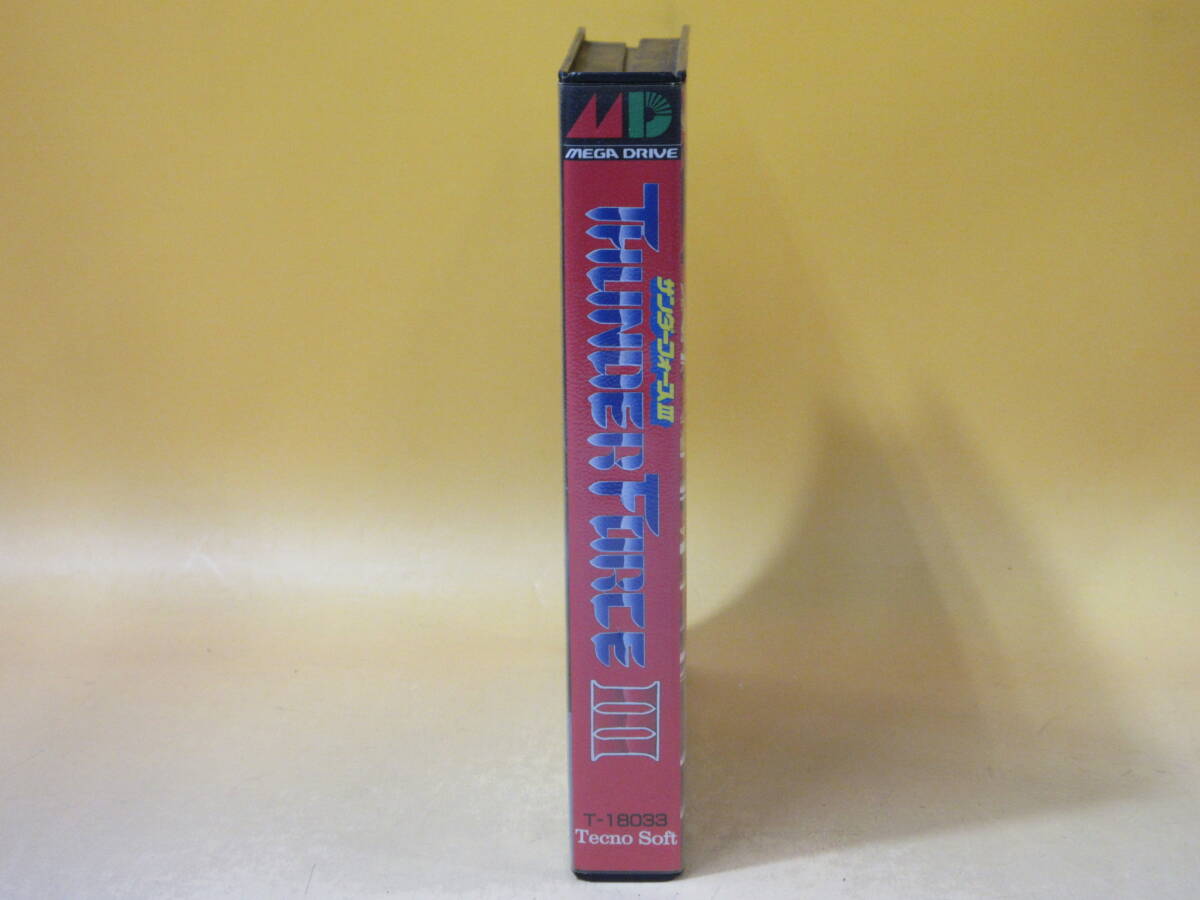 MD
MEGA DRIVE
THUNDER FORCE III
サンダーフォースIII
T-18033
Tecno Soft